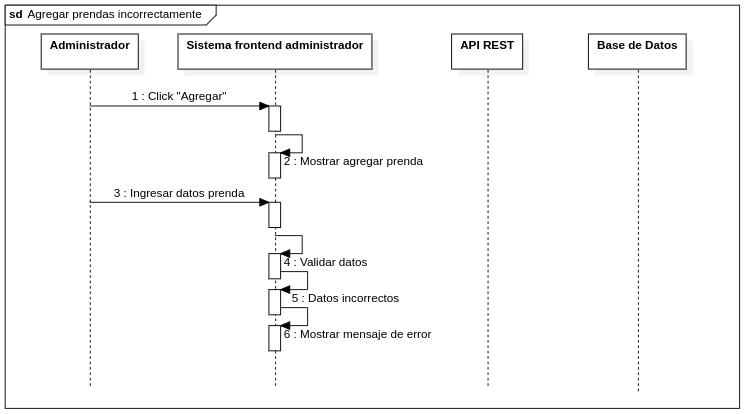 sd Agregar prendas incorrectamente
Administrador
Sistema frontend administrador
API REST
Base de Datos
1 : Click "Agregar"
2 : Mostrar agregar prenda
3 : Ingresar datos prenda
4 : Validar datos
5 : Datos incorrectos
6 : Mostrar mensaje de error